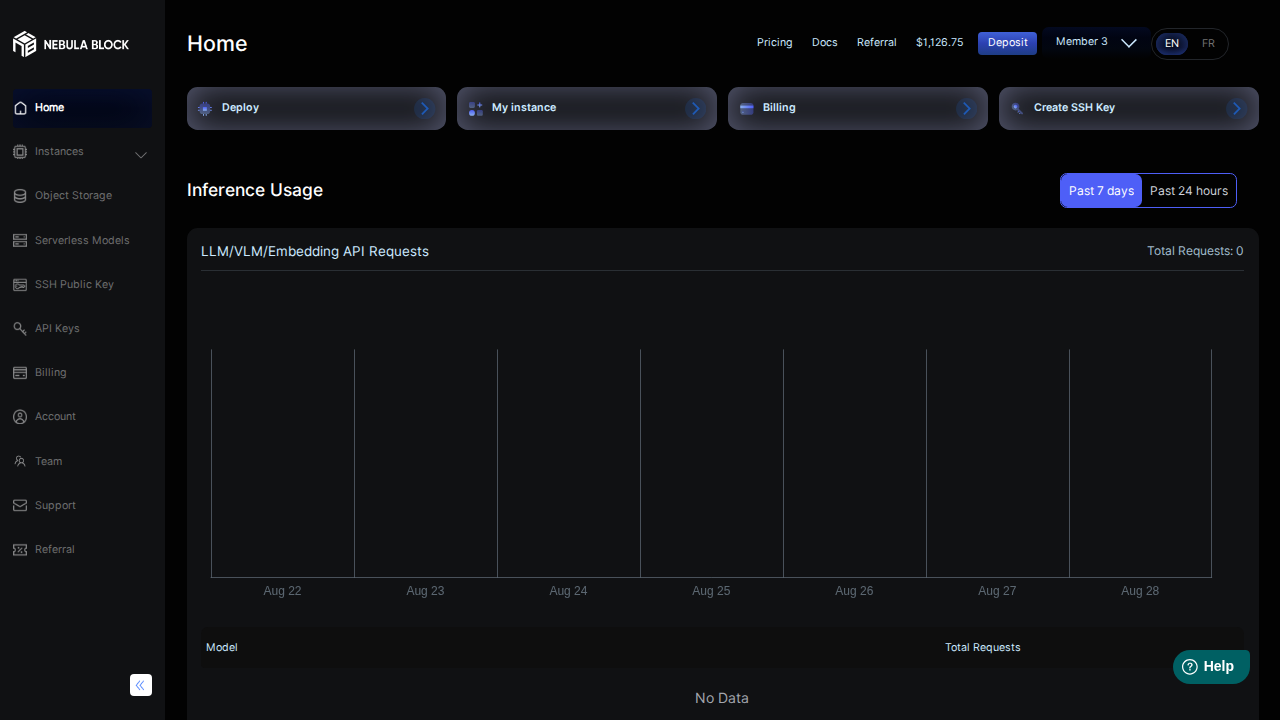 NEBULA BLOCK
Home
Instances
Object Storage
Serverless Models
SSH Public Key
API Keys
Billing
Account
Team
Support
Referral
Home
Pricing
Docs
Referral
$1,126.75
Deposit
Member 3
EN
FR
Deploy
My instance
Billing
Create SSH Key
Inference Usage
Past 7 days
Past 24 hours
LLM/VLM/Embedding API Requests
Total Requests: 0
Aug 22
Aug 23
Aug 24
Aug 25
Aug 26
Aug 27
Aug 28
Model
Total Requests
No Data
Help